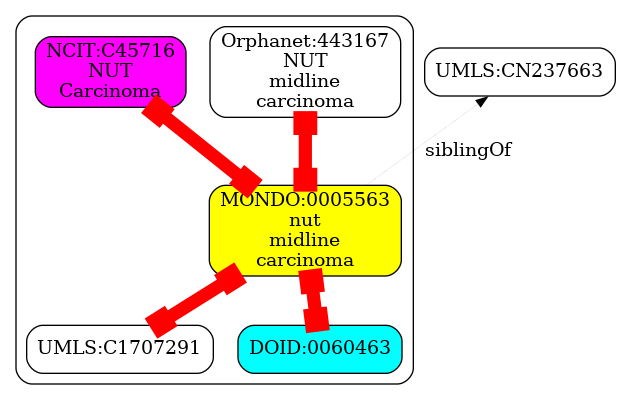 NCIT:C45716
NUT
Carcinoma
Orphanet:443167
NUT
midline
carcinoma
UMLS:CN237663
siblingOf
MONDO:0005563
nut
midline
carcinoma
UMLS:C1707291
DOID:0060463